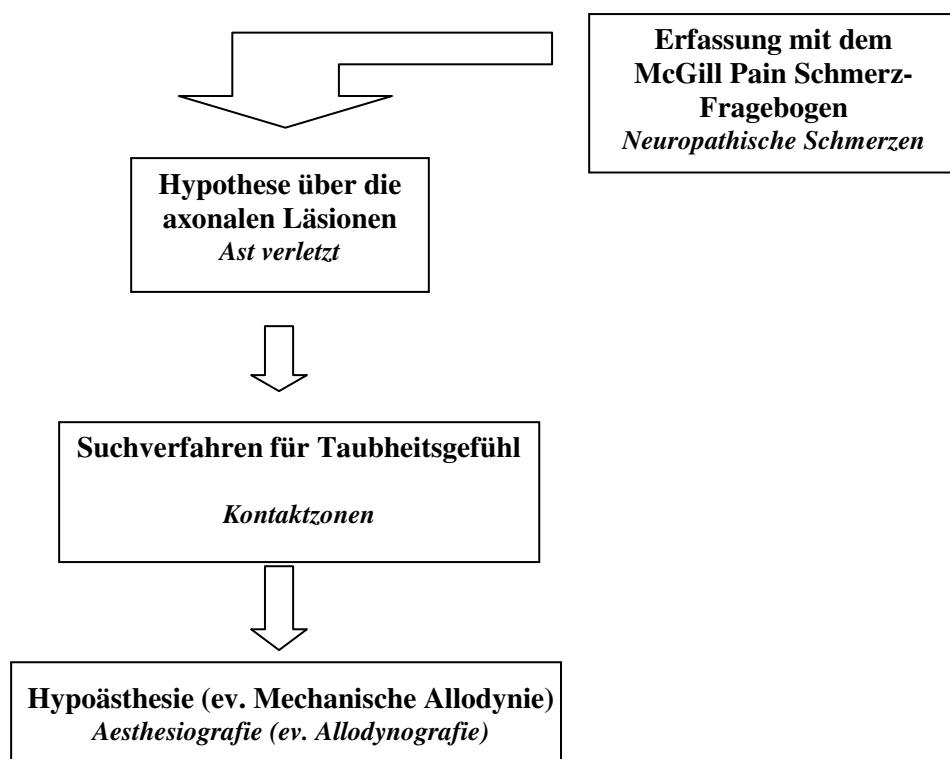 Erfassung mit dem
McGill Pain Schmerz-
Fragebogen
Neuropathische Schmerzen
Hypothese über die
axonalen Läsionen
Ast verletzt
Suchverfahren für Taubheitsgefühl
Kontaktzonen
Hypoästhesie (ev. Mechanische Allodynie)
Aesthesiografie (ev. Allodynografie)